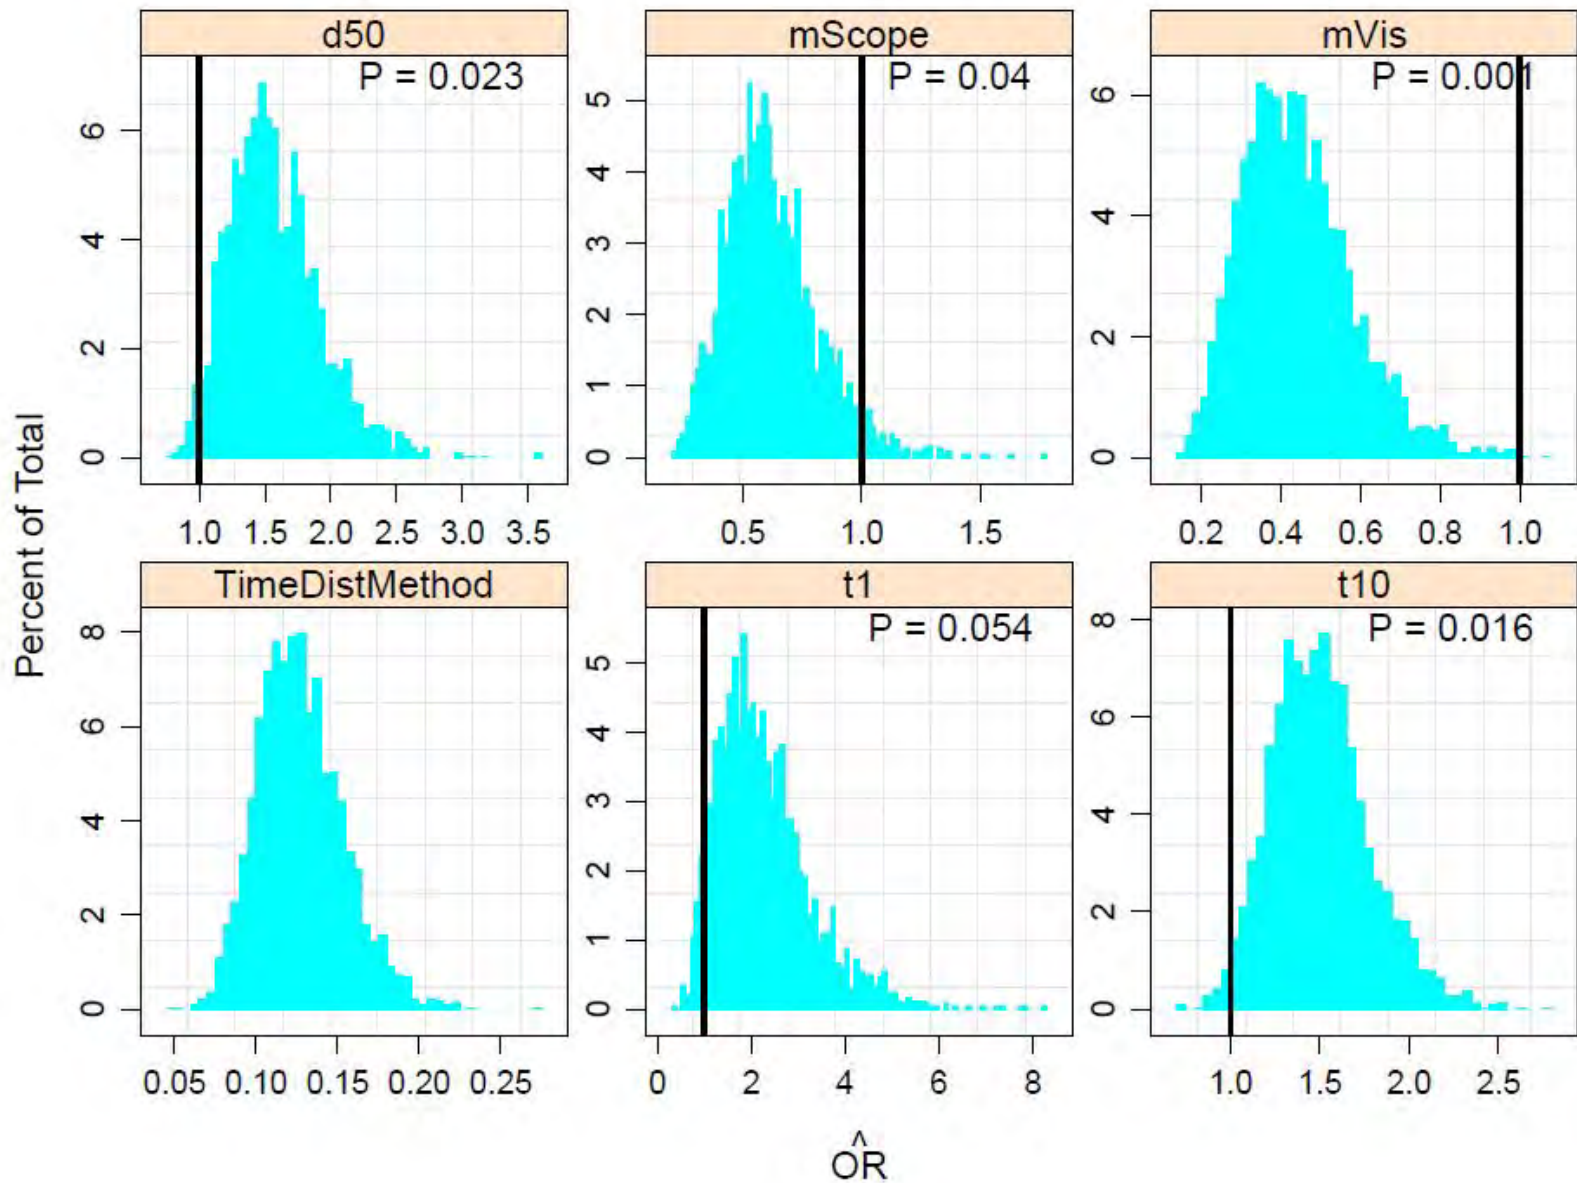 d50 mScope mVis
P = 0.023 P = 0.04 P = 0.001
0 2 4 6
0 1 2 3 4 5
0 2 4 6
1.0 1.5 2.0 2.5 3.0 3.5
0.5 1.0 1.5
0.2 0.4 0.6 0.8 1.0
Percent of Total
TimeDistMethod t1 t10
P = 0.054 P = 0.016
0 2 4 6 8
0 1 2 3 4 5
0 2 4 6 8
0.05 0.10 0.15 0.20 0.25
0 2 4 6 8
1.0 1.5 2.0 2.5
^
OR